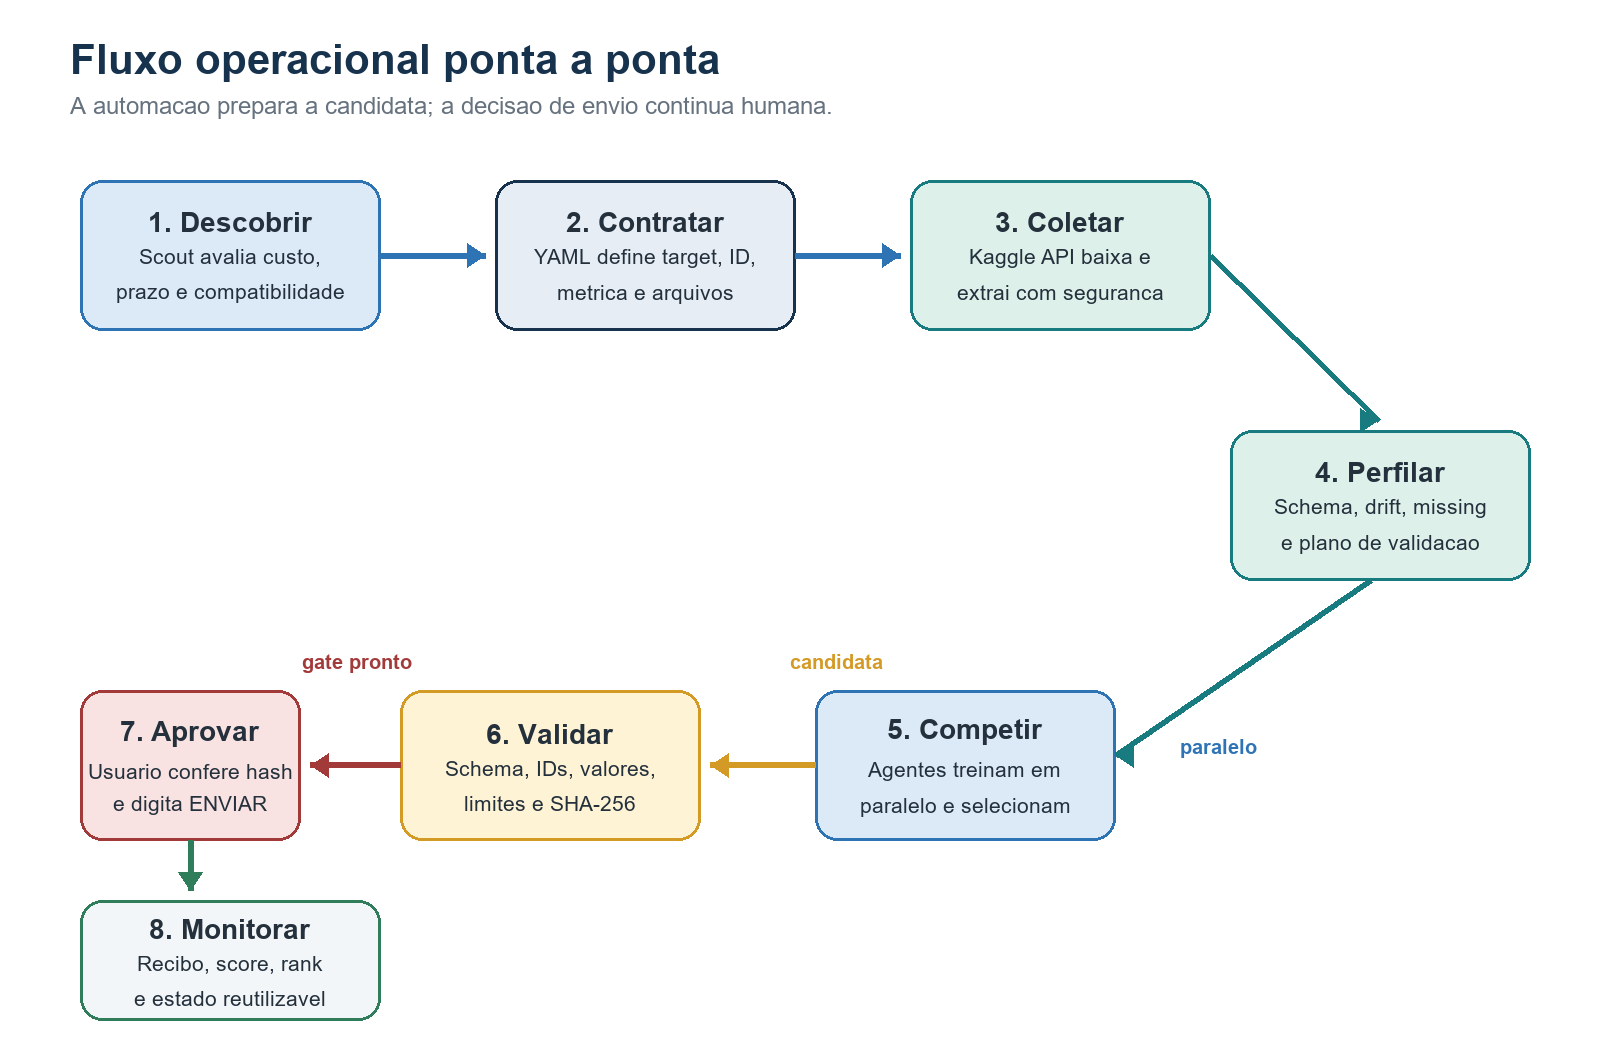 Fluxo operacional ponta a ponta
A automacao prepara a candidata; a decisao de envio continua humana.
1. Descobrir
Scout avalia custo,
prazo e compatibilidade
2. Contratar
YAML define target, ID,
metrica e arquivos
3. Coletar
Kaggle API baixa e
extrai com seguranca
4. Perfilar
Schema, drift, missing
e plano de validacao
paralelo
5. Competir
Agentes treinam em
paralelo e selecionam
candidata
6. Validar
Schema, IDs, valores,
limites e SHA-256
gate pronto
7. Aprovar
Usuario confere hash
e digita ENVIAR
8. Monitorar
Recibo, score, rank
e estado reutilizavel